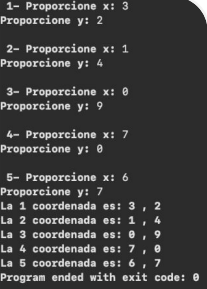 1- Proporcione x: 3
Proporcione y: 2
2- Proporcione x: 1
Proporcione y: 4
3- Proporcione x: 0
Proporcione y: 9
4- Proporcione x: 7
Proporcione y: 0
5- Proporcione x: 6
Proporcione y: 7
La 1 coordenada es: 3 , 2
La 2 coordenada es: 1 , 4
La 3 coordenada es: 0 , 9
La 4 coordenada es: 7 , 0
La 5 coordenada es: 6 , 7
Program ended with exit code: 0